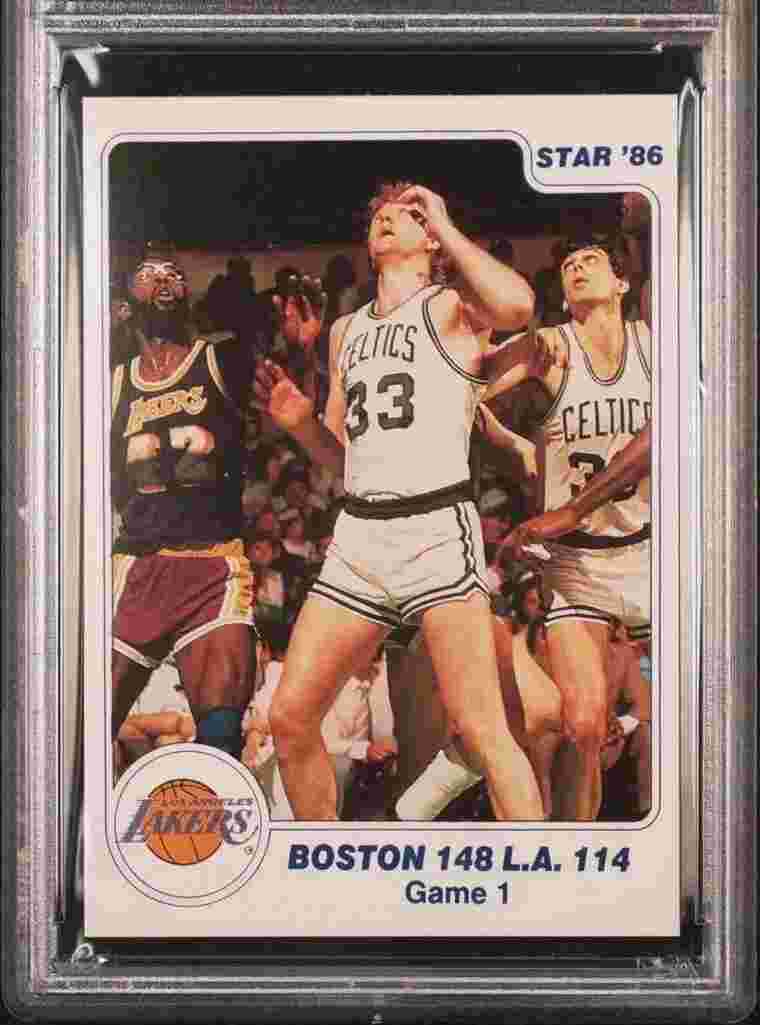 STAR '86
CELTICS
33
LAKERS
CELTICS
LOS ANGELES
LAKERS
BOSTON 148 L.A. 114
Game 1